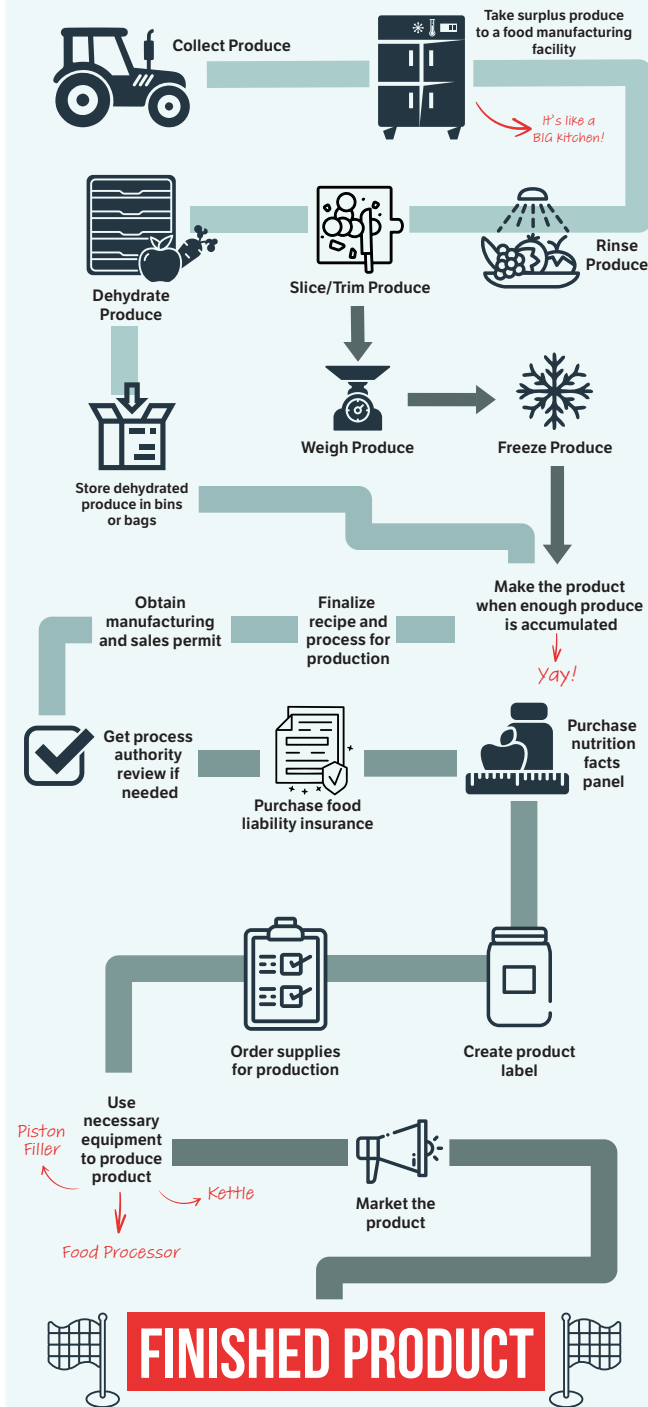 Collect Produce
Take surplus produce
to a food manufacturing
facility
It's like a
BIG kitchen!
Rinse
Produce
Slice/Trim Produce
Dehydrate
Produce
Weigh Produce
Freeze Produce
Store dehydrated
produce in bins
or bags
Make the product
when enough produce
is accumulated
Yay!
Finalize
recipe and
process for
production
Obtain
manufacturing
and sales permit
Get process
authority
review if
needed
Purchase food
liability insurance
Purchase
nutrition
facts
panel
Create product
label
Order supplies
for production
Use
necessary
equipment
to produce
product
Piston
Filler
Kettle
Food Processor
Market the
product
FINISHED PRODUCT